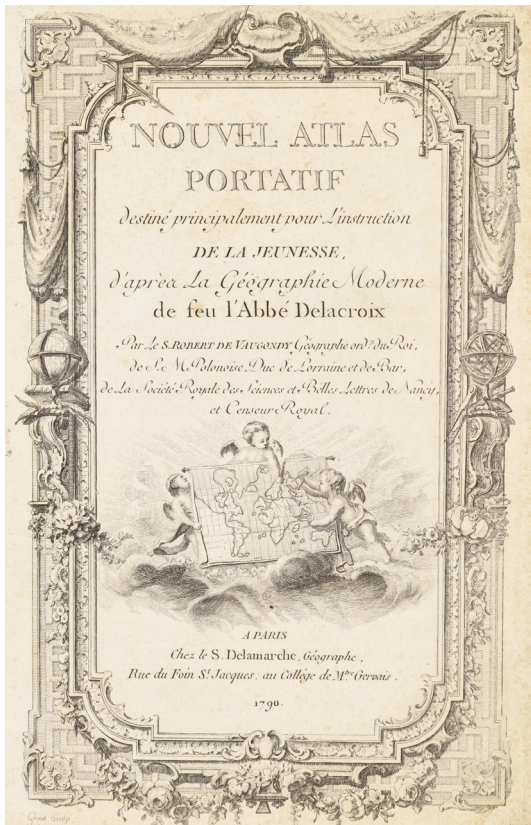 NOUVEL ATLAS
PORTATIF
destiné principalement pour L'instruction
DE LA JEUNESSE,
d'après La Géographie Moderne
de feu l'Abbé Delacroix
Par Le S. ROBERT DE VAUGONDY Géographe ord.re du Roi,
de S. M. Polonoise, Duc de Lorraine et de Bar,
de La Société Royale des Sciences et Belles Lettres de Nancy,
et Censeur Royal.
A PARIS
Chez le S. Delamarche, Géographe,
Rue du Foin S.t Jacques, au Collège de M.tre Gervais.
1790.